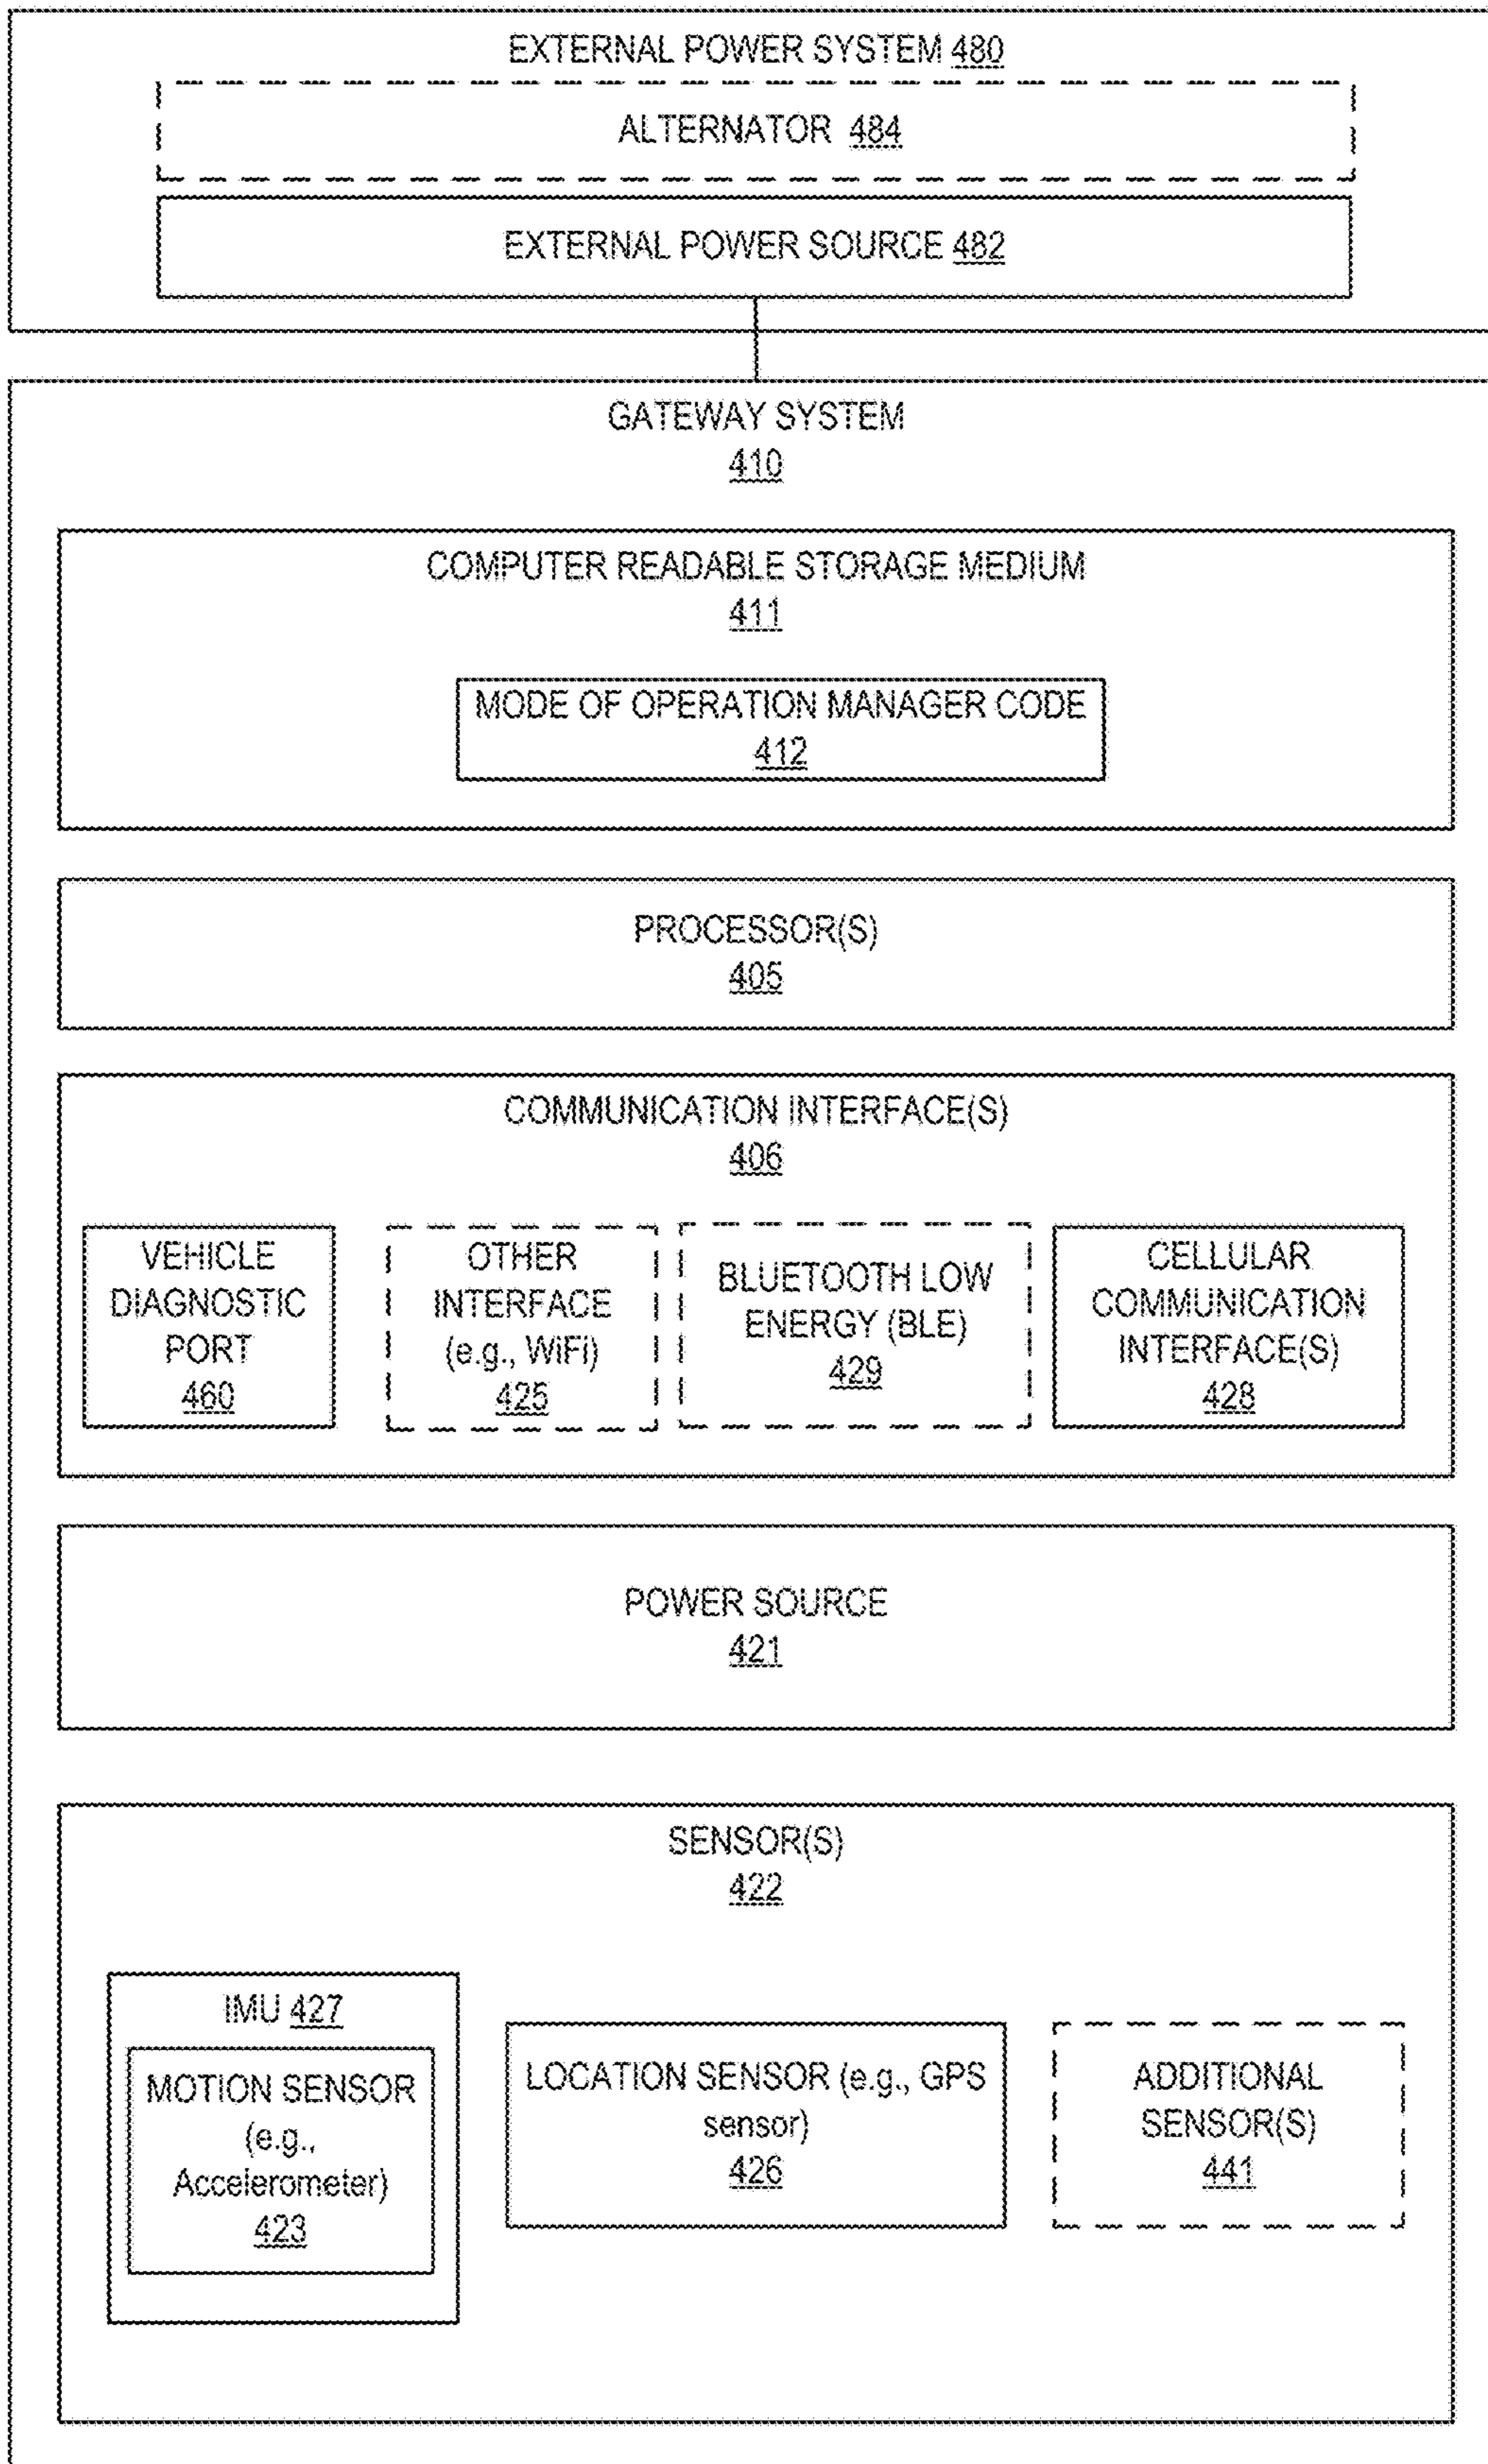 EXTERNAL POWER SYSTEM 480
ALTERNATOR 484
EXTERNAL POWER SOURCE 482
GATEWAY SYSTEM
410
COMPUTER READABLE STORAGE MEDIUM
411
MODE OF OPERATION MANAGER CODE
412
PROCESSOR(S)
405
COMMUNICATION INTERFACE(S)
406
VEHICLE
DIAGNOSTIC
PORT
460
OTHER
INTERFACE
(e.g., WiFi)
425
BLUETOOTH LOW
ENERGY (BLE)
429
CELLULAR
COMMUNICATION
INTERFACE(S)
428
POWER SOURCE
421
SENSOR(S)
422
IMU 427
MOTION SENSOR
(e.g.,
Accelerometer)
423
LOCATION SENSOR (e.g., GPS
sensor)
426
ADDITIONAL
SENSOR(S)
441